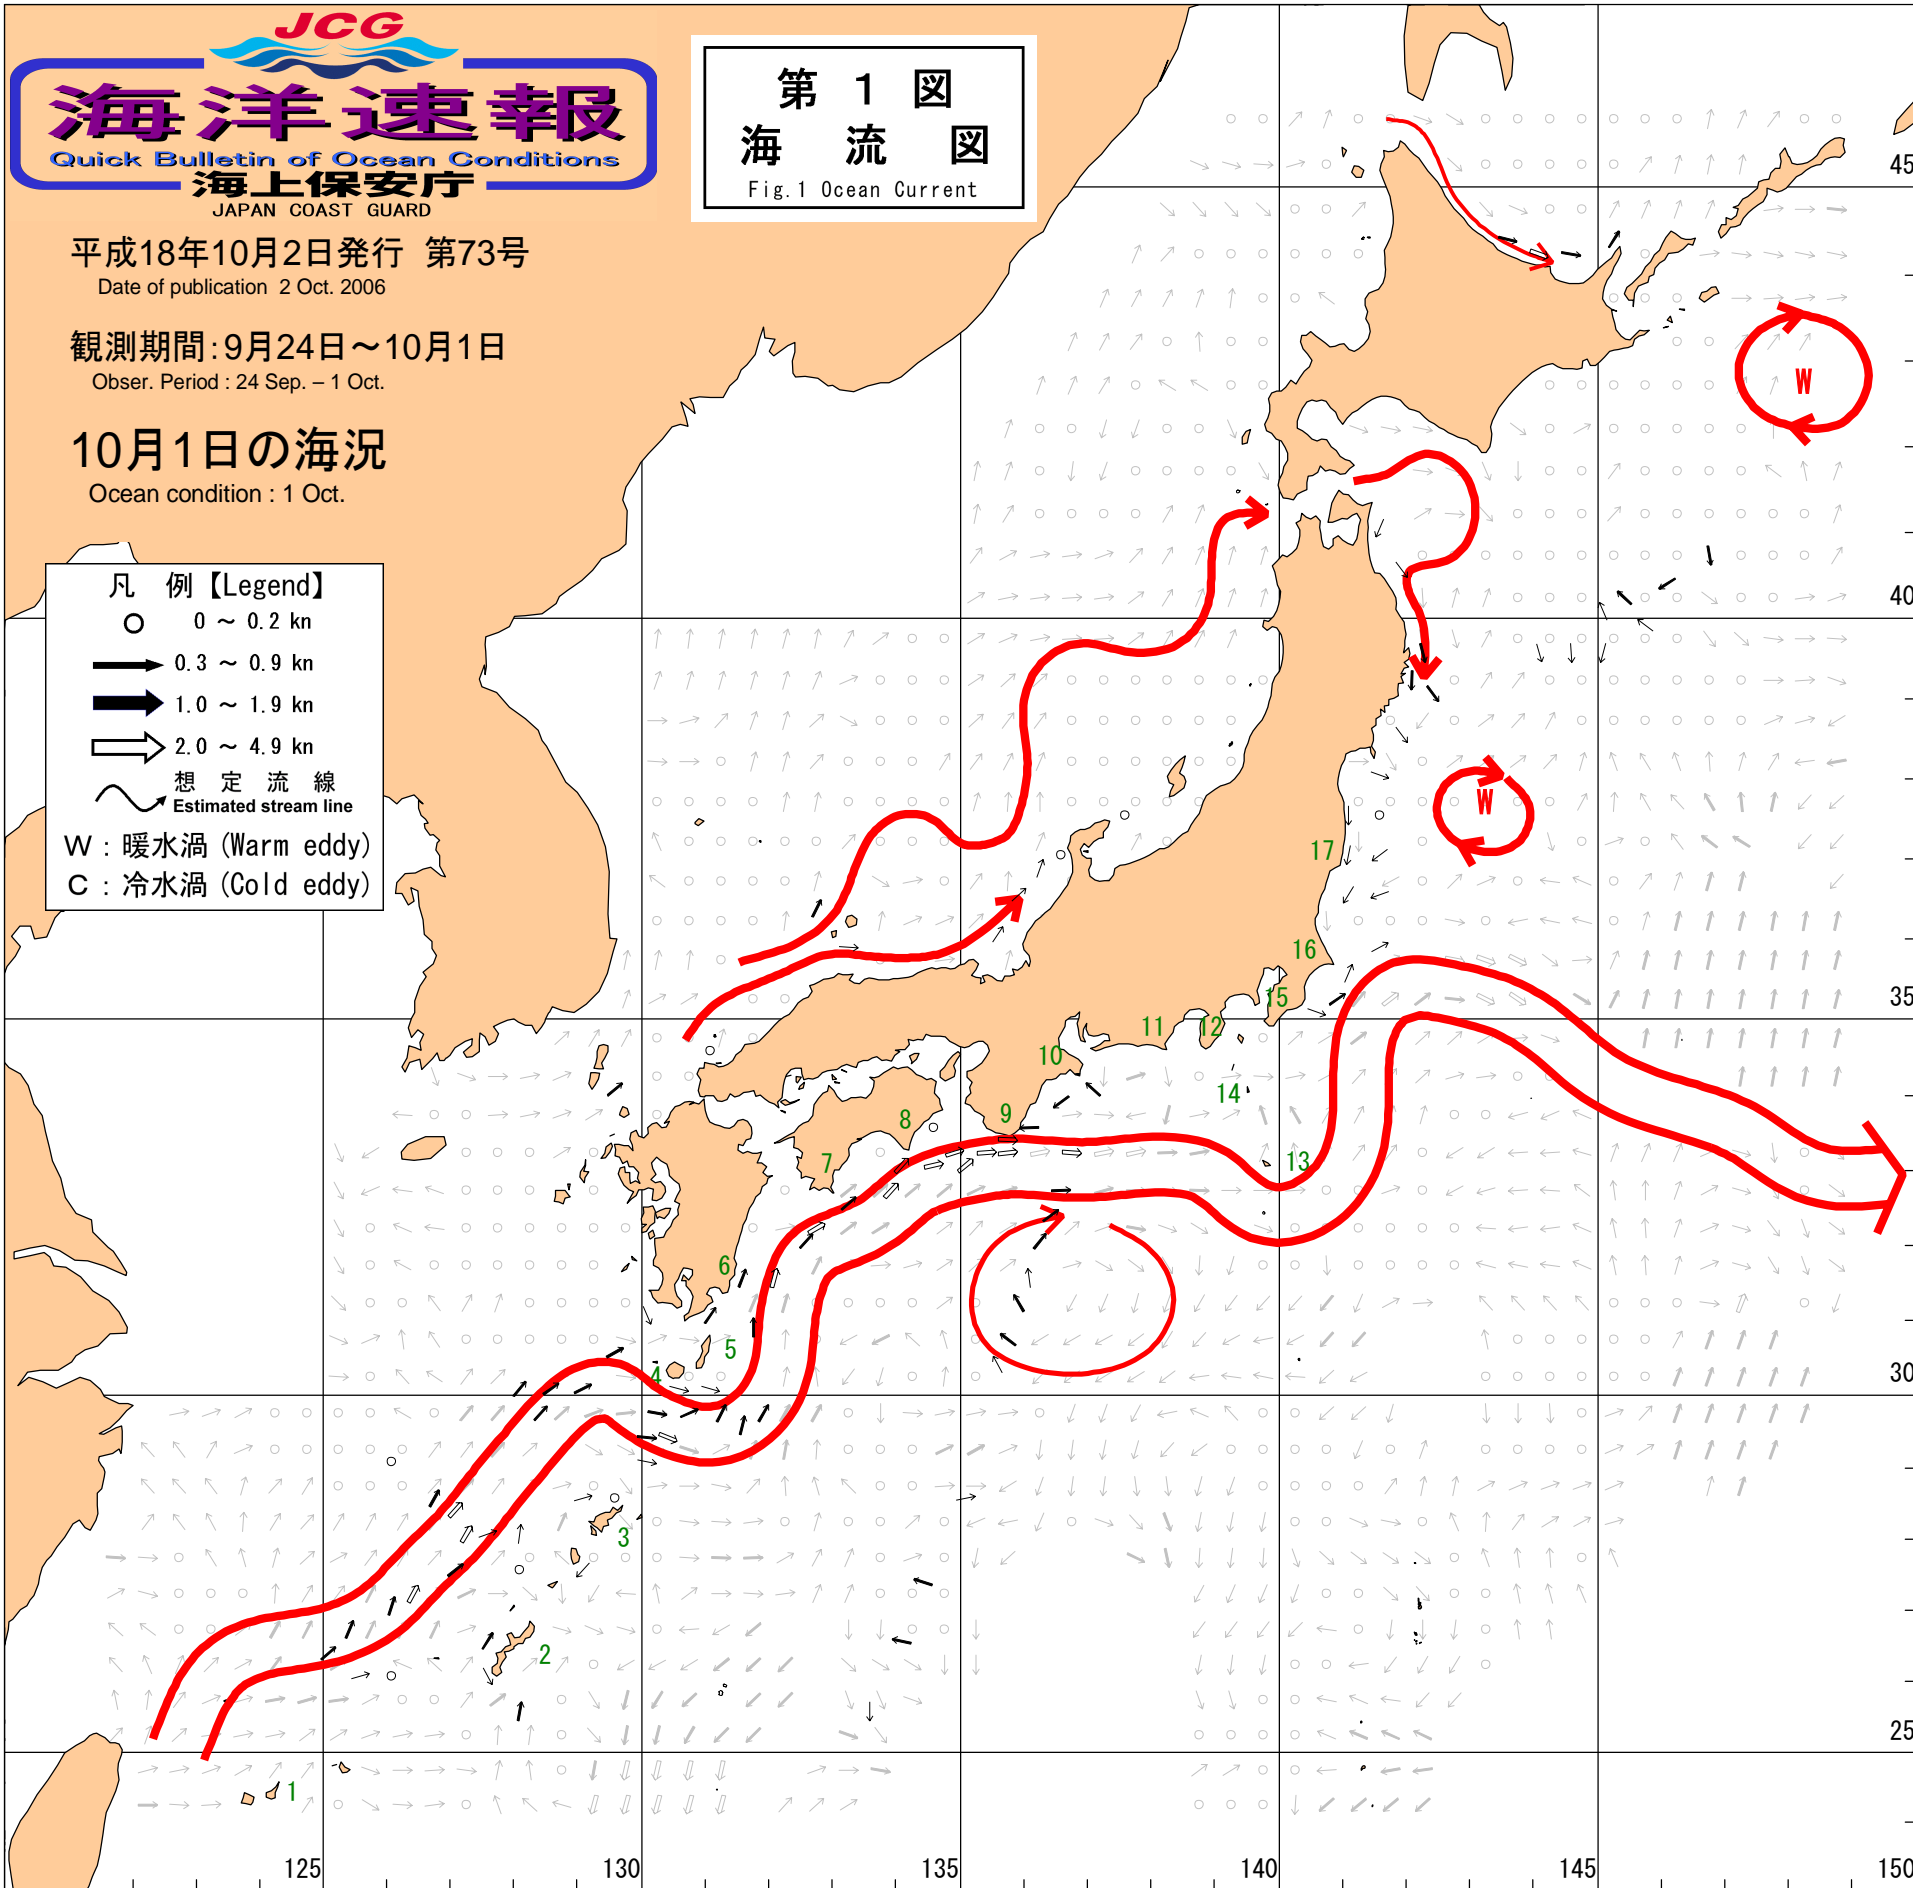 JCG
海洋速報
Quick Bulletin of Ocean Conditions
海上保安庁
JAPAN COAST GUARD
平成18年10月2日発行 第73号
Date of publication 2 Oct. 2006
観測期間:9月24日~10月1日
Obser. Period : 24 Sep. – 1 Oct.
10月1日の海況
Ocean condition : 1 Oct.
第 1 図
海 流 図
Fig.1 Ocean Current
凡 例【Legend】
0 ~ 0.2 kn
0.3 ~ 0.9 kn
1.0 ~ 1.9 kn
2.0 ~ 4.9 kn
想 定 流 線
Estimated stream line
W : 暖水渦 (Warm eddy)
C : 冷水渦 (Cold eddy)
45
W
40
W
17
16
35
15
12
11
10
14
9
8
13
7
6
5
4
30
3
2
25
1
125
130
135
140
145
150